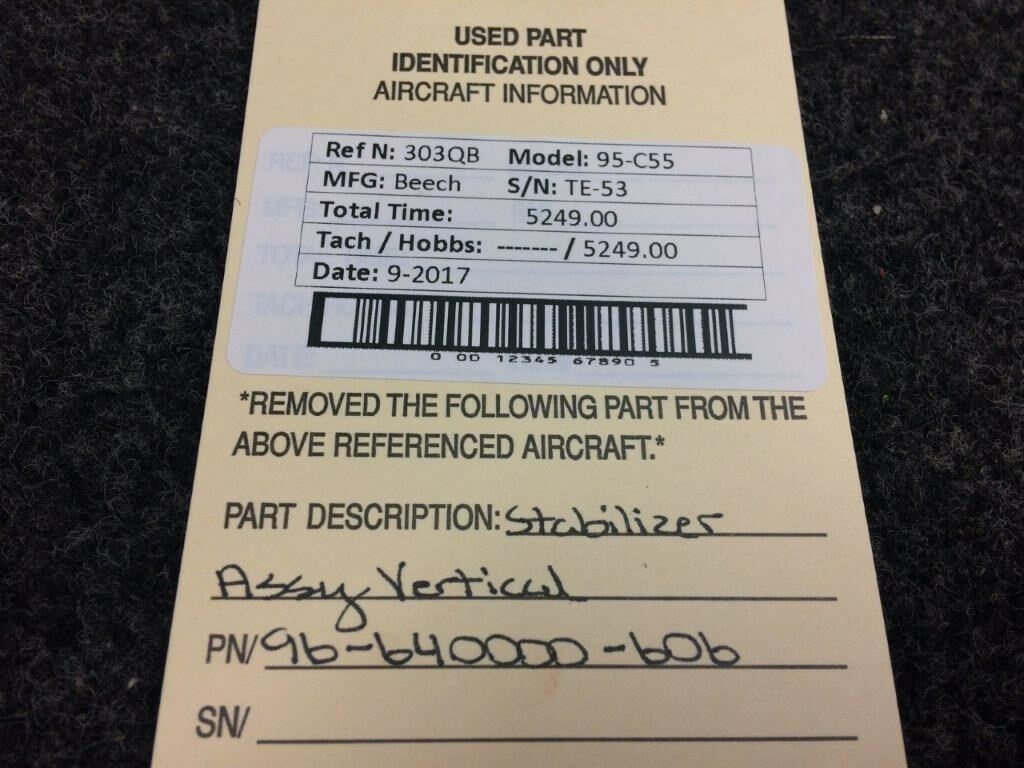 USED PART
IDENTIFICATION ONLY
AIRCRAFT INFORMATION
Ref N: 303QB Model: 95-C55
MFG: Beech S/N: TE-53
Total Time: 5249.00
Tach / Hobbs: ------- / 5249.00
Date: 9-2017
0 00 12345 67890 5
*REMOVED THE FOLLOWING PART FROM THE
ABOVE REFERENCED AIRCRAFT.*
PART DESCRIPTION: Stabilizer
Assy Vertical
PN/ 96-640000-606
SN/